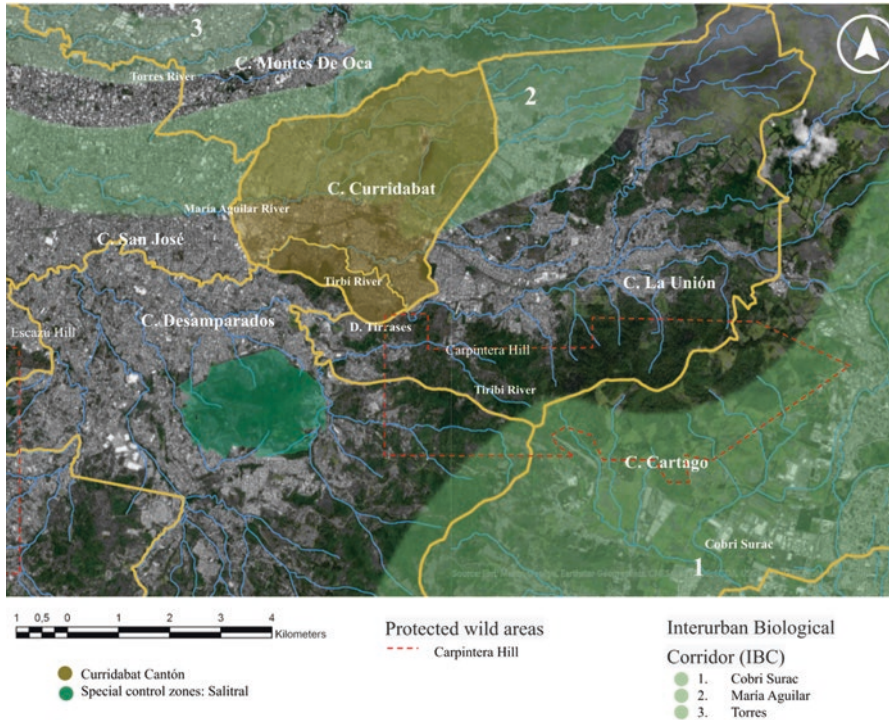 3
C. Montes De Oca
Torres River
2
C. Curridabat
María Aguilar River
C. San José
Tirbi River
C. La Unión
C. Desamparados
D. Tirrases
Escazú Hill
Carpintera Hill
Tiribi River
C. Cartago
Cobri Surac
1
1 0,5 0 1 2 3 4
Kilometers
Curridabat Cantón
Special control zones: Salitral
Protected wild areas
Carpintera Hill
Interurban Biological
Corridor (IBC)
1. Cobri Surac
2. María Aguilar
3. Torres